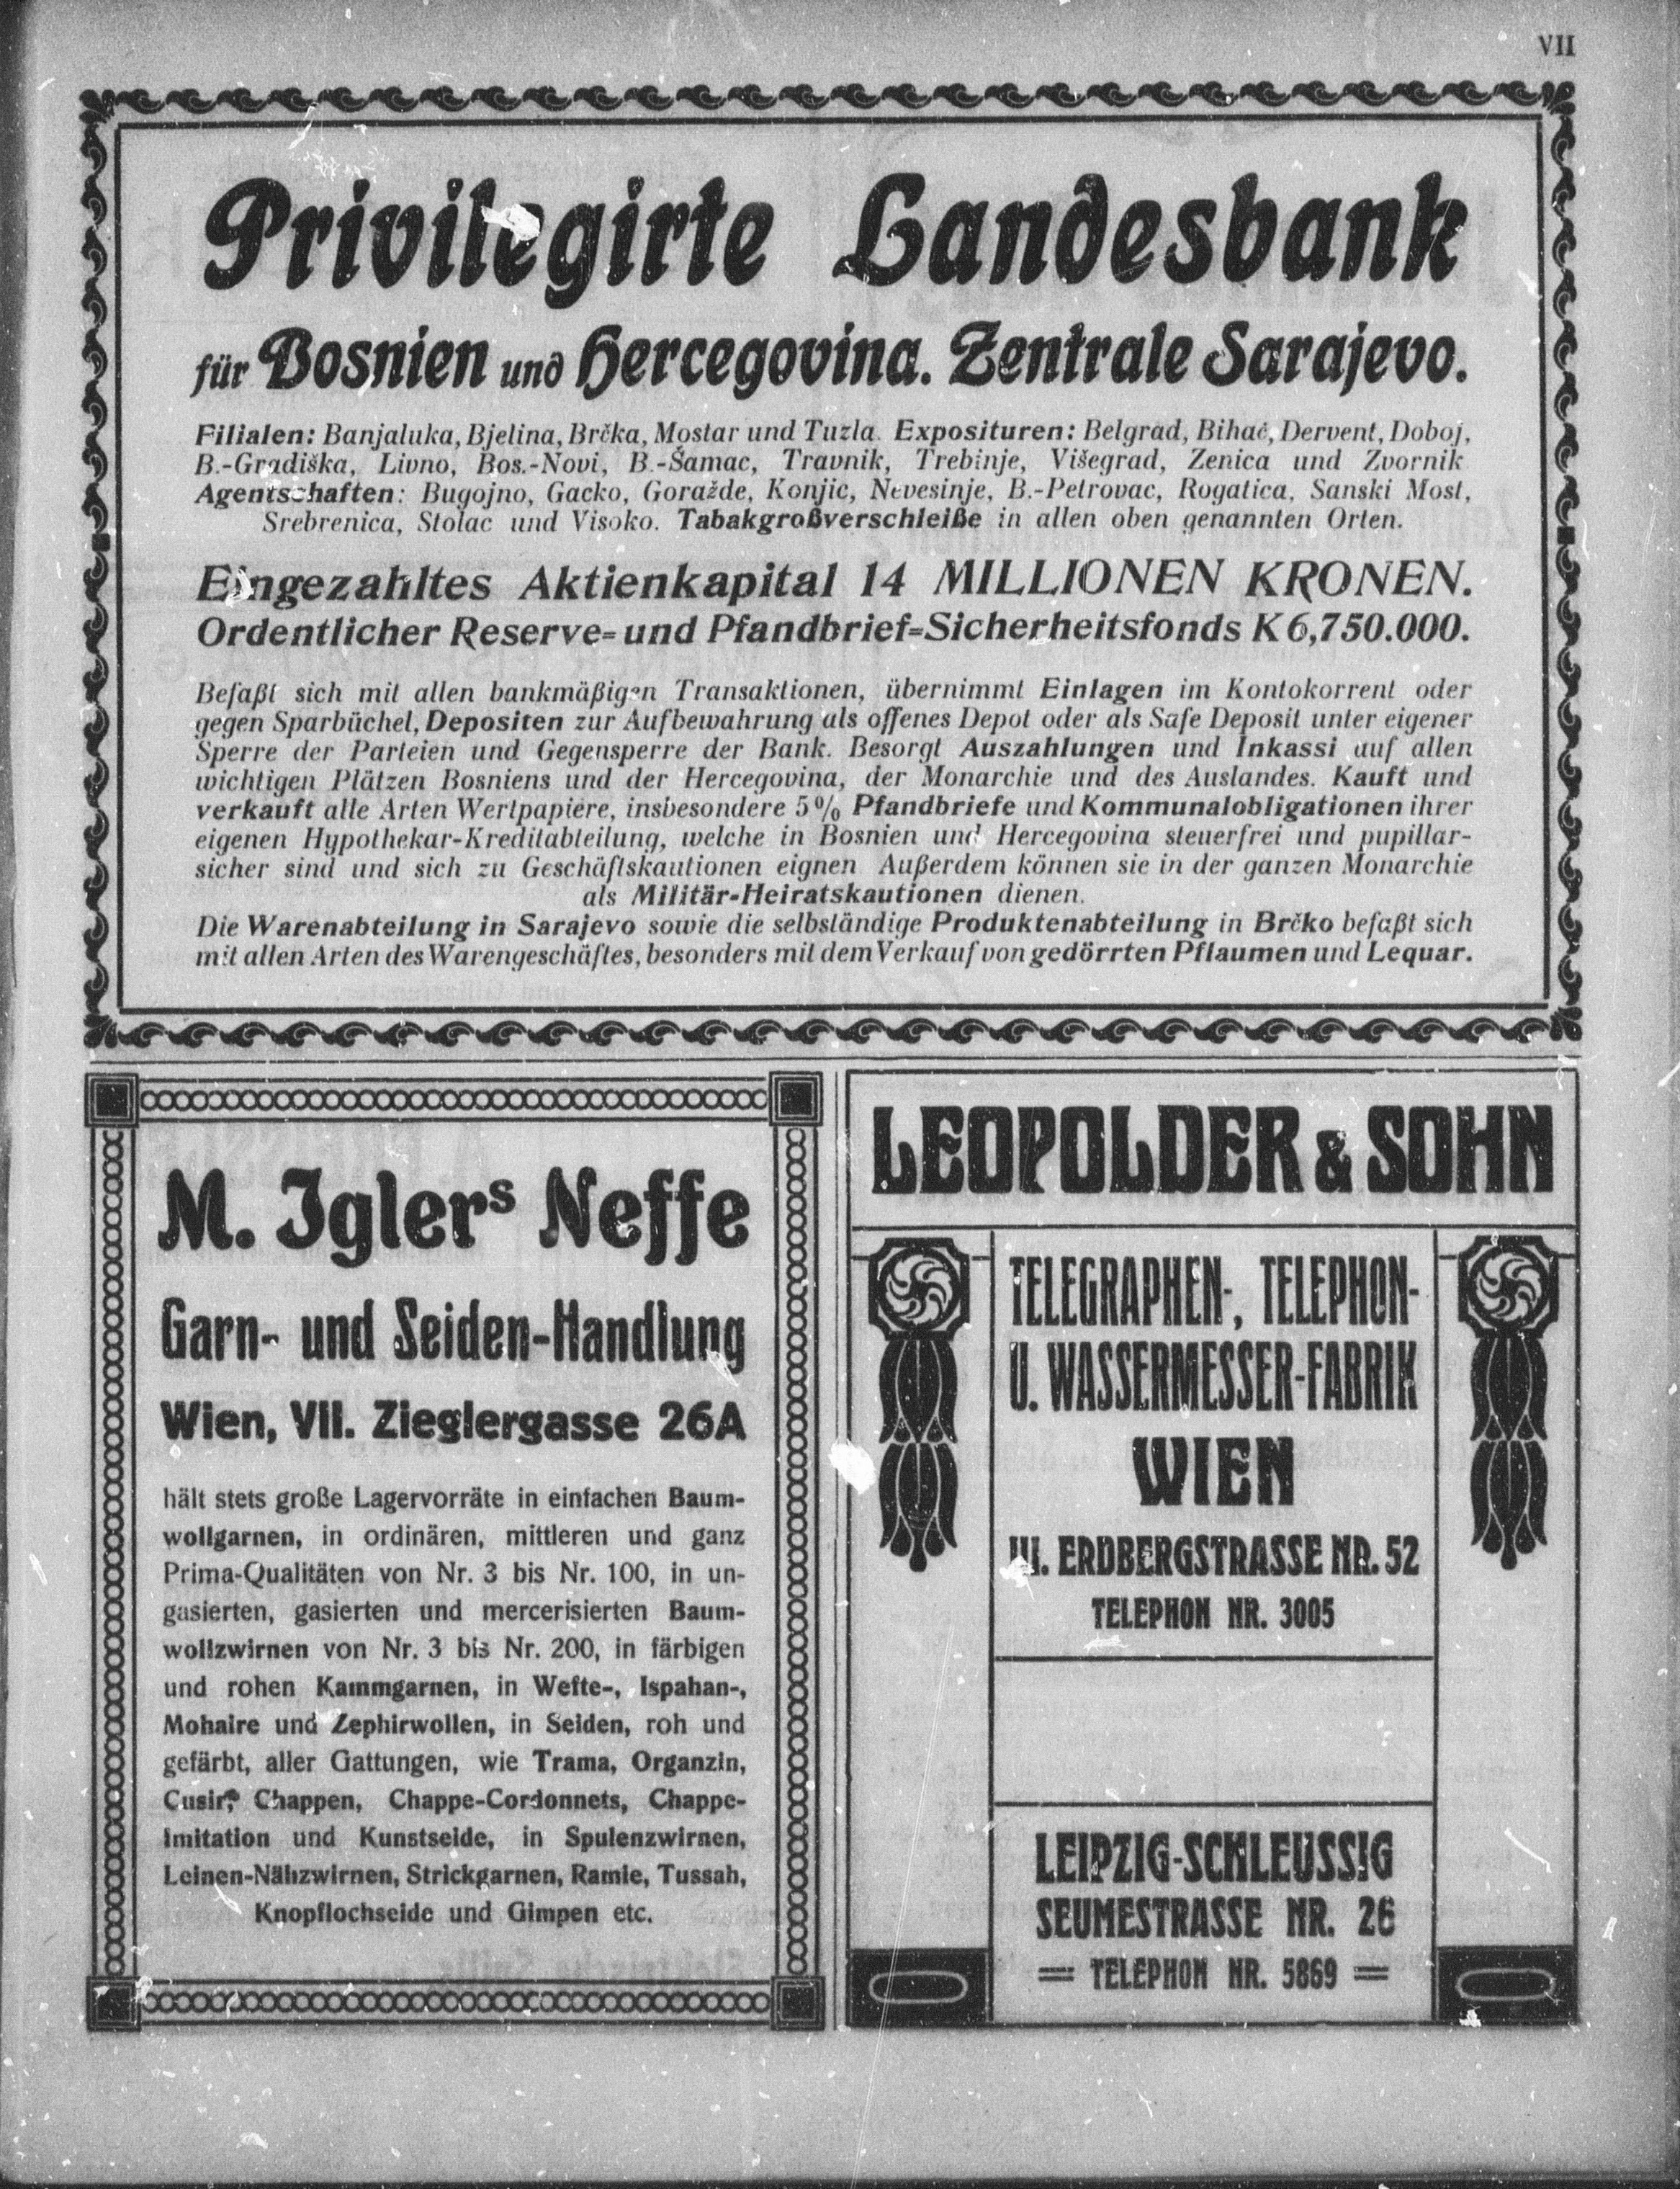 VII
Privilegirte Landesbank
für Bosnien und Hercegovina. Zentrale Sarajevo.
Filialen: Banjaluka, Bjelina, Brčka, Mostar und Tuzla. Exposituren: Belgrad, Bihać, Dervent, Doboj,
B.-Gradiška, Livno, Bos.-Novi, B.-Šamac, Travnik, Trebinje, Višegrad, Zenica und Zvornik
Agentschaften: Bugojno, Gacko, Goražde, Konjic, Nevesinje, B.-Petrovac, Rogatica, Sanski Most,
Srebrenica, Stolac und Visoko. Tabakgroßverschleiße in allen oben genannten Orten.
Eingezahltes Aktienkapital 14 MILLIONEN KRONEN.
Ordentlicher Reserve- und Pfandbrief-Sicherheitsfonds K 6,750.000.
Befaßt sich mit allen bankmäßigen Transaktionen, übernimmt Einlagen im Kontokorrent oder
gegen Sparbüchel, Depositen zur Aufbewahrung als offenes Depot oder als Safe Deposit unter eigener
Sperre der Parteien und Gegensperre der Bank. Besorgt Auszahlungen und Inkassi auf allen
wichtigen Plätzen Bosniens und der Hercegovina, der Monarchie und des Auslandes. Kauft und
verkauft alle Arten Wertpapiere, insbesondere 5% Pfandbriefe und Kommunalobligationen ihrer
eigenen Hypothekar-Kreditabteilung, welche in Bosnien und Hercegovina steuerfrei und pupillar-
sicher sind und sich zu Geschäftskautionen eignen Außerdem können sie in der ganzen Monarchie
als Militär-Heiratskautionen dienen.
Die Warenabteilung in Sarajevo sowie die selbständige Produktenabteilung in Brčko befaßt sich
mit allen Arten des Warengeschäftes, besonders mit dem Verkauf von gedörrten Pflaumen und Lequar.
M. Iglers Neffe
Garn- und Seiden-Handlung
Wien, VII. Zieglergasse 26A
hält stets große Lagervorräte in einfachen Baum-
wollgarnen, in ordinären, mittleren und ganz
Prima-Qualitäten von Nr. 3 bis Nr. 100, in un-
gasierten, gasierten und mercerisierten Baum-
wollzwirnen von Nr. 3 bis Nr. 200, in färbigen
und rohen Kammgarnen, in Wefte-, Ispahan-,
Mohaire und Zephirwollen, in Seiden, roh und
gefärbt, aller Gattungen, wie Trama, Organzin,
Chappen, Chappe-Cordonnets, Chappe-
Imitation und Kunstseide, in Spulenzwirnen,
Leinen-Nähzwirnen, Strickgarnen, Ramie, Tussah,
Knopflochseide und Gimpen etc.
LEOPOLDER & SOHN
TELEGRAPHEN-, TELEPHON-
U. WASSERMESSER-FABRIK
WIEN
III. ERDBERGSTRASSE NR. 52
TELEPHON NR. 3005
LEIPZIG-SCHLEUSSIG
SEUMESTRASSE NR. 26
TELEPHON NR. 5869